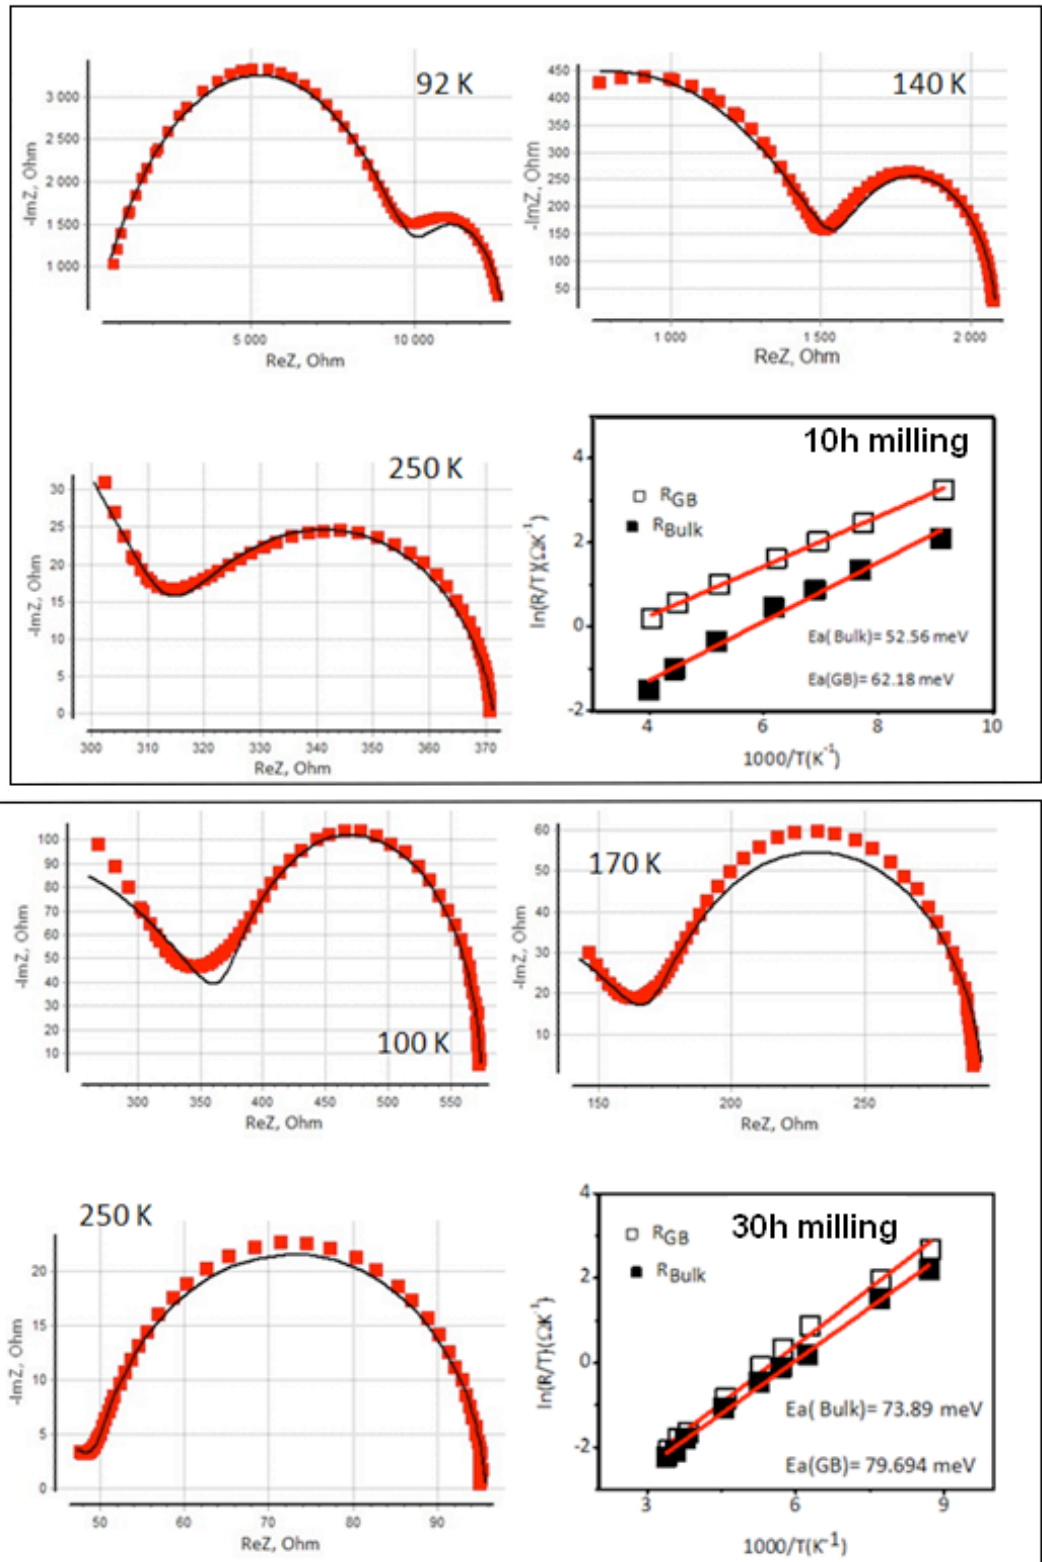 92 K
-ImZ, Ohm
3 000
2 500
2 000
1 500
1 000
5 000 10 000
ReZ, Ohm
140 K
-ImZ, Ohm
450
400
350
300
250
200
150
100
50
1 000 1 500 2 000
ReZ, Ohm
250 K
-ImZ, Ohm
30
25
20
15
10
5
0
300 310 320 330 340 350 360 370
ReZ, Ohm
10h milling
R_GB
R_Bulk
ln(R/T)(ΩK⁻¹)
4
2
0
-2
Ea( Bulk)= 52.56 meV
Ea(GB)= 62.18 meV
4 6 8 10
1000/T(K⁻¹)
100 K
-ImZ, Ohm
100
90
80
70
60
50
40
30
20
10
300 350 400 450 500 550
ReZ, Ohm
170 K
-ImZ, Ohm
60
50
40
30
20
10
150 200 250
ReZ, Ohm
250 K
-ImZ, Ohm
20
15
10
5
0
50 60 70 80 90
ReZ, Ohm
30h milling
R_GB
R_Bulk
ln(R/T)(ΩK⁻¹)
4
2
0
-2
Ea( Bulk)= 73.89 meV
Ea(GB)= 79.694 meV
3 6 9
1000/T(K⁻¹)